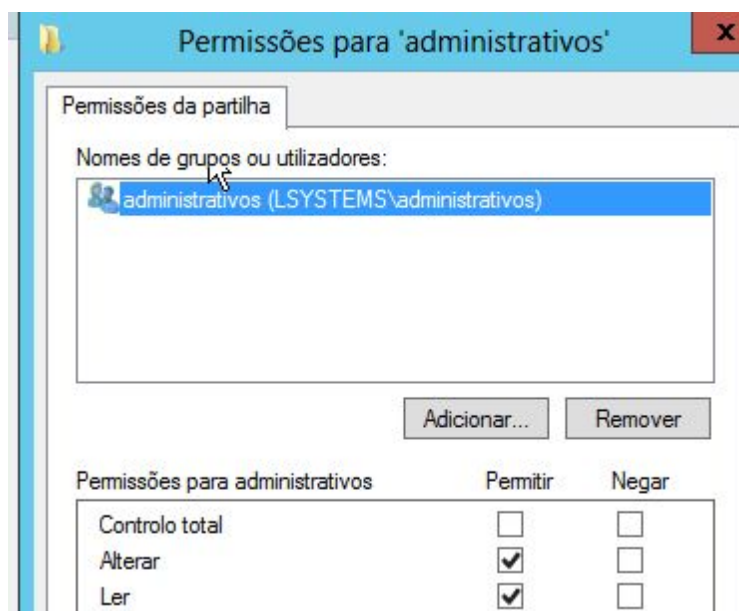 Permissões para 'administrativos'
x
Permissões da partilha
Nomes de grupos ou utilizadores:
administrativos (LSYSTEMS\administrativos)
Adicionar... Remover
Permissões para administrativos Permitir Negar
Controlo total
Alterar
Ler